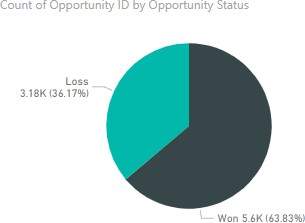 Count of Opportunity ID by Opportunity Status
Loss
3.18K (36.17%)
Won 5.6K (63.83%)